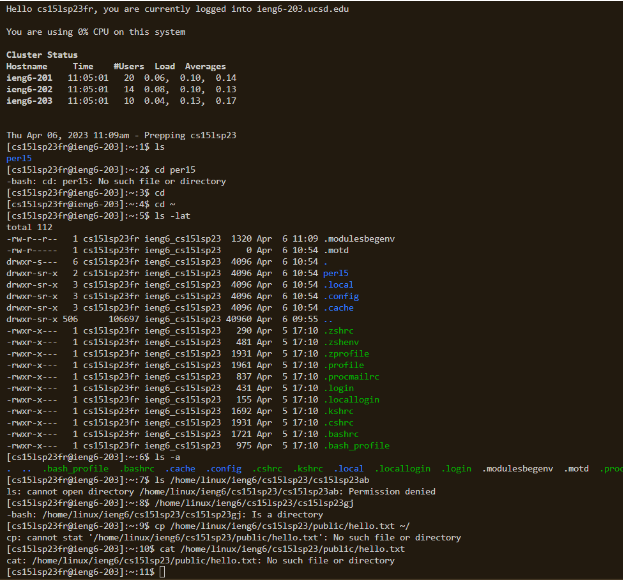 Hello cs15lsp23fr, you are currently logged into ieng6-203.ucsd.edu
You are using 0% CPU on this system
Cluster Status
Hostname     Time    #Users  Load  Averages
ieng6-201   11:05:01   20  0.06,  0.10,  0.14
ieng6-202   11:05:01   14  0.08,  0.10,  0.13
ieng6-203   11:05:01   10  0.04,  0.13,  0.17
Thu Apr 06, 2023 11:09am - Prepping cs15lsp23
[cs15lsp23fr@ieng6-203]:~:1$ ls
perl5
[cs15lsp23fr@ieng6-203]:~:2$ cd per15
-bash: cd: per15: No such file or directory
[cs15lsp23fr@ieng6-203]:~:3$ cd
[cs15lsp23fr@ieng6-203]:~:4$ cd ~
[cs15lsp23fr@ieng6-203]:~:5$ ls -lat
total 112
-rw-r--r--   1 cs15lsp23fr ieng6_cs15lsp23  1320 Apr  6 11:09 .modulesbegenv
-rw-r-----   1 cs15lsp23fr ieng6_cs15lsp23     0 Apr  6 10:54 .motd
drwxr-s---   6 cs15lsp23fr ieng6_cs15lsp23  4096 Apr  6 10:54 .
drwxr-sr-x   2 cs15lsp23fr ieng6_cs15lsp23  4096 Apr  6 10:54 perl5
drwxr-sr-x   3 cs15lsp23fr ieng6_cs15lsp23  4096 Apr  6 10:54 .local
drwxr-sr-x   3 cs15lsp23fr ieng6_cs15lsp23  4096 Apr  6 10:54 .config
drwxr-sr-x   3 cs15lsp23fr ieng6_cs15lsp23  4096 Apr  6 10:54 .cache
drwxr-sr-x 506      106697 ieng6_cs15lsp23 40960 Apr  6 09:55 ..
-rwxr-x---   1 cs15lsp23fr ieng6_cs15lsp23   290 Apr  5 17:10 .zshrc
-rwxr-x---   1 cs15lsp23fr ieng6_cs15lsp23   481 Apr  5 17:10 .zshenv
-rwxr-x---   1 cs15lsp23fr ieng6_cs15lsp23  1931 Apr  5 17:10 .zprofile
-rwxr-x---   1 cs15lsp23fr ieng6_cs15lsp23  1961 Apr  5 17:10 .profile
-rwxr-x---   1 cs15lsp23fr ieng6_cs15lsp23   837 Apr  5 17:10 .procmailrc
-rwxr-x---   1 cs15lsp23fr ieng6_cs15lsp23   431 Apr  5 17:10 .login
-rwxr-x---   1 cs15lsp23fr ieng6_cs15lsp23   155 Apr  5 17:10 .locallogin
-rwxr-x---   1 cs15lsp23fr ieng6_cs15lsp23  1692 Apr  5 17:10 .kshrc
-rwxr-x---   1 cs15lsp23fr ieng6_cs15lsp23  1931 Apr  5 17:10 .cshrc
-rwxr-x---   1 cs15lsp23fr ieng6_cs15lsp23  1721 Apr  5 17:10 .bashrc
-rwxr-x---   1 cs15lsp23fr ieng6_cs15lsp23   975 Apr  5 17:10 .bash_profile
[cs15lsp23fr@ieng6-203]:~:6$ ls -a
.  ..  .bash_profile  .bashrc  .cache  .config  .cshrc  .kshrc  .local  .locallogin  .login  .modulesbegenv  .motd  .proc
[cs15lsp23fr@ieng6-203]:~:7$ ls /home/linux/ieng6/cs15lsp23/cs15lsp23ab
ls: cannot open directory /home/linux/ieng6/cs15lsp23/cs15lsp23ab: Permission denied
[cs15lsp23fr@ieng6-203]:~:8$ /home/linux/ieng6/cs15lsp23/cs15lsp23gj
-bash: /home/linux/ieng6/cs15lsp23/cs15lsp23gj: Is a directory
[cs15lsp23fr@ieng6-203]:~:9$ cp /home/linux/ieng6/cs15lsp23/public/hello.txt ~/
cp: cannot stat '/home/linux/ieng6/cs15lsp23/public/hello.txt': No such file or directory
[cs15lsp23fr@ieng6-203]:~:10$ cat /home/linux/ieng6/cs15lsp23/public/hello.txt
cat: /home/linux/ieng6/cs15lsp23/public/hello.txt: No such file or directory
[cs15lsp23fr@ieng6-203]:~:11$